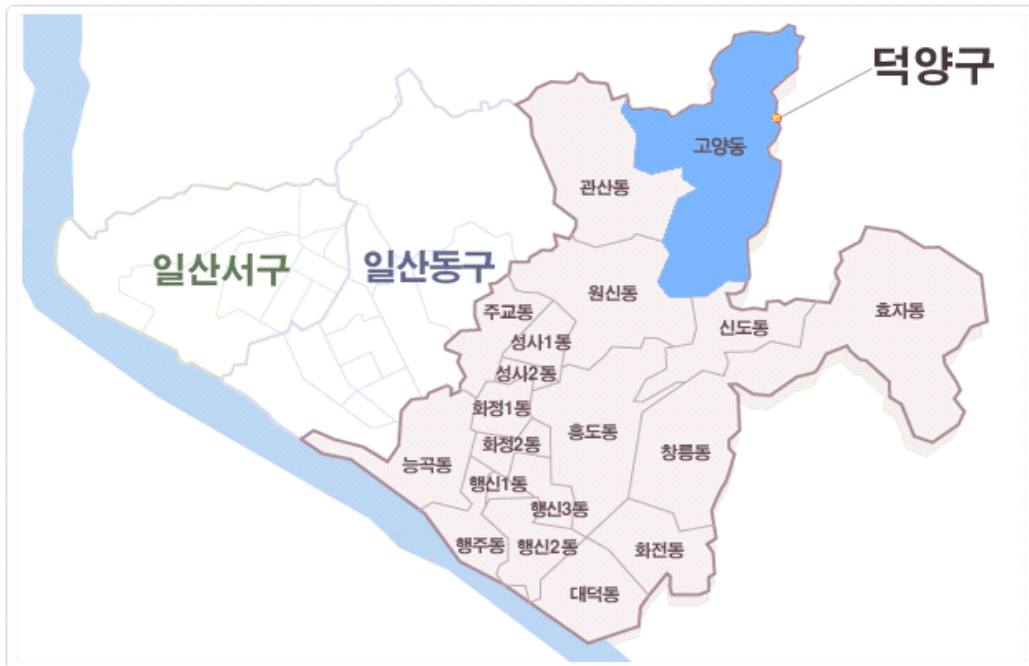 덕양구
고양동
관산동
일산서구
일산동구
원신동
주교동
신도동
효자동
성사1동
성사2동
화정1동
흥도동
화정2동
창릉동
능곡동
행신1동
행신3동
행주동
행신2동
화전동
대덕동